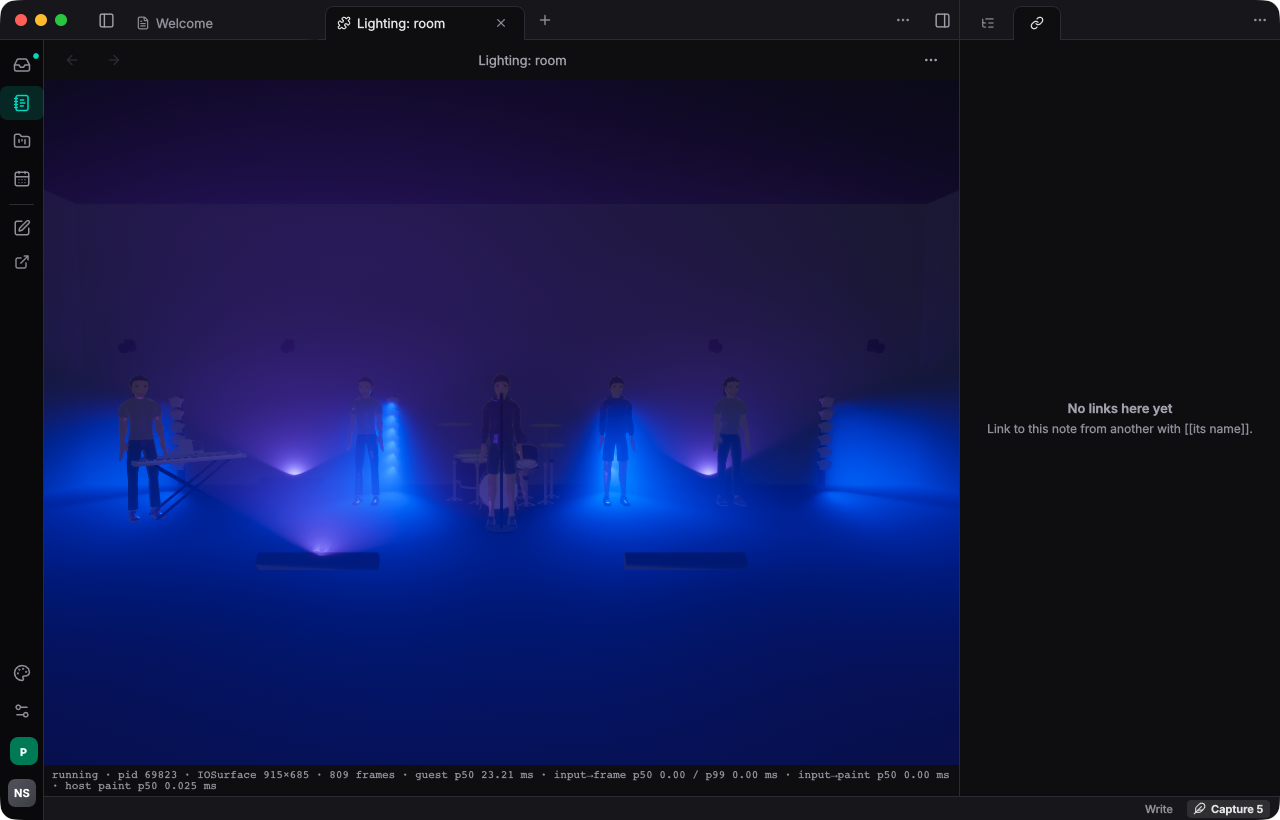 Welcome
Lighting: room
Lighting: room
No links here yet
Link to this note from another with [[its name]].
running · pid 69823 · IOSurface 915×685 · 809 frames · guest p50 23.21 ms · input→frame p50 0.00 / p99 0.00 ms · input→paint p50 0.00 ms
· host paint p50 0.025 ms
P
NS
Write
Capture 5